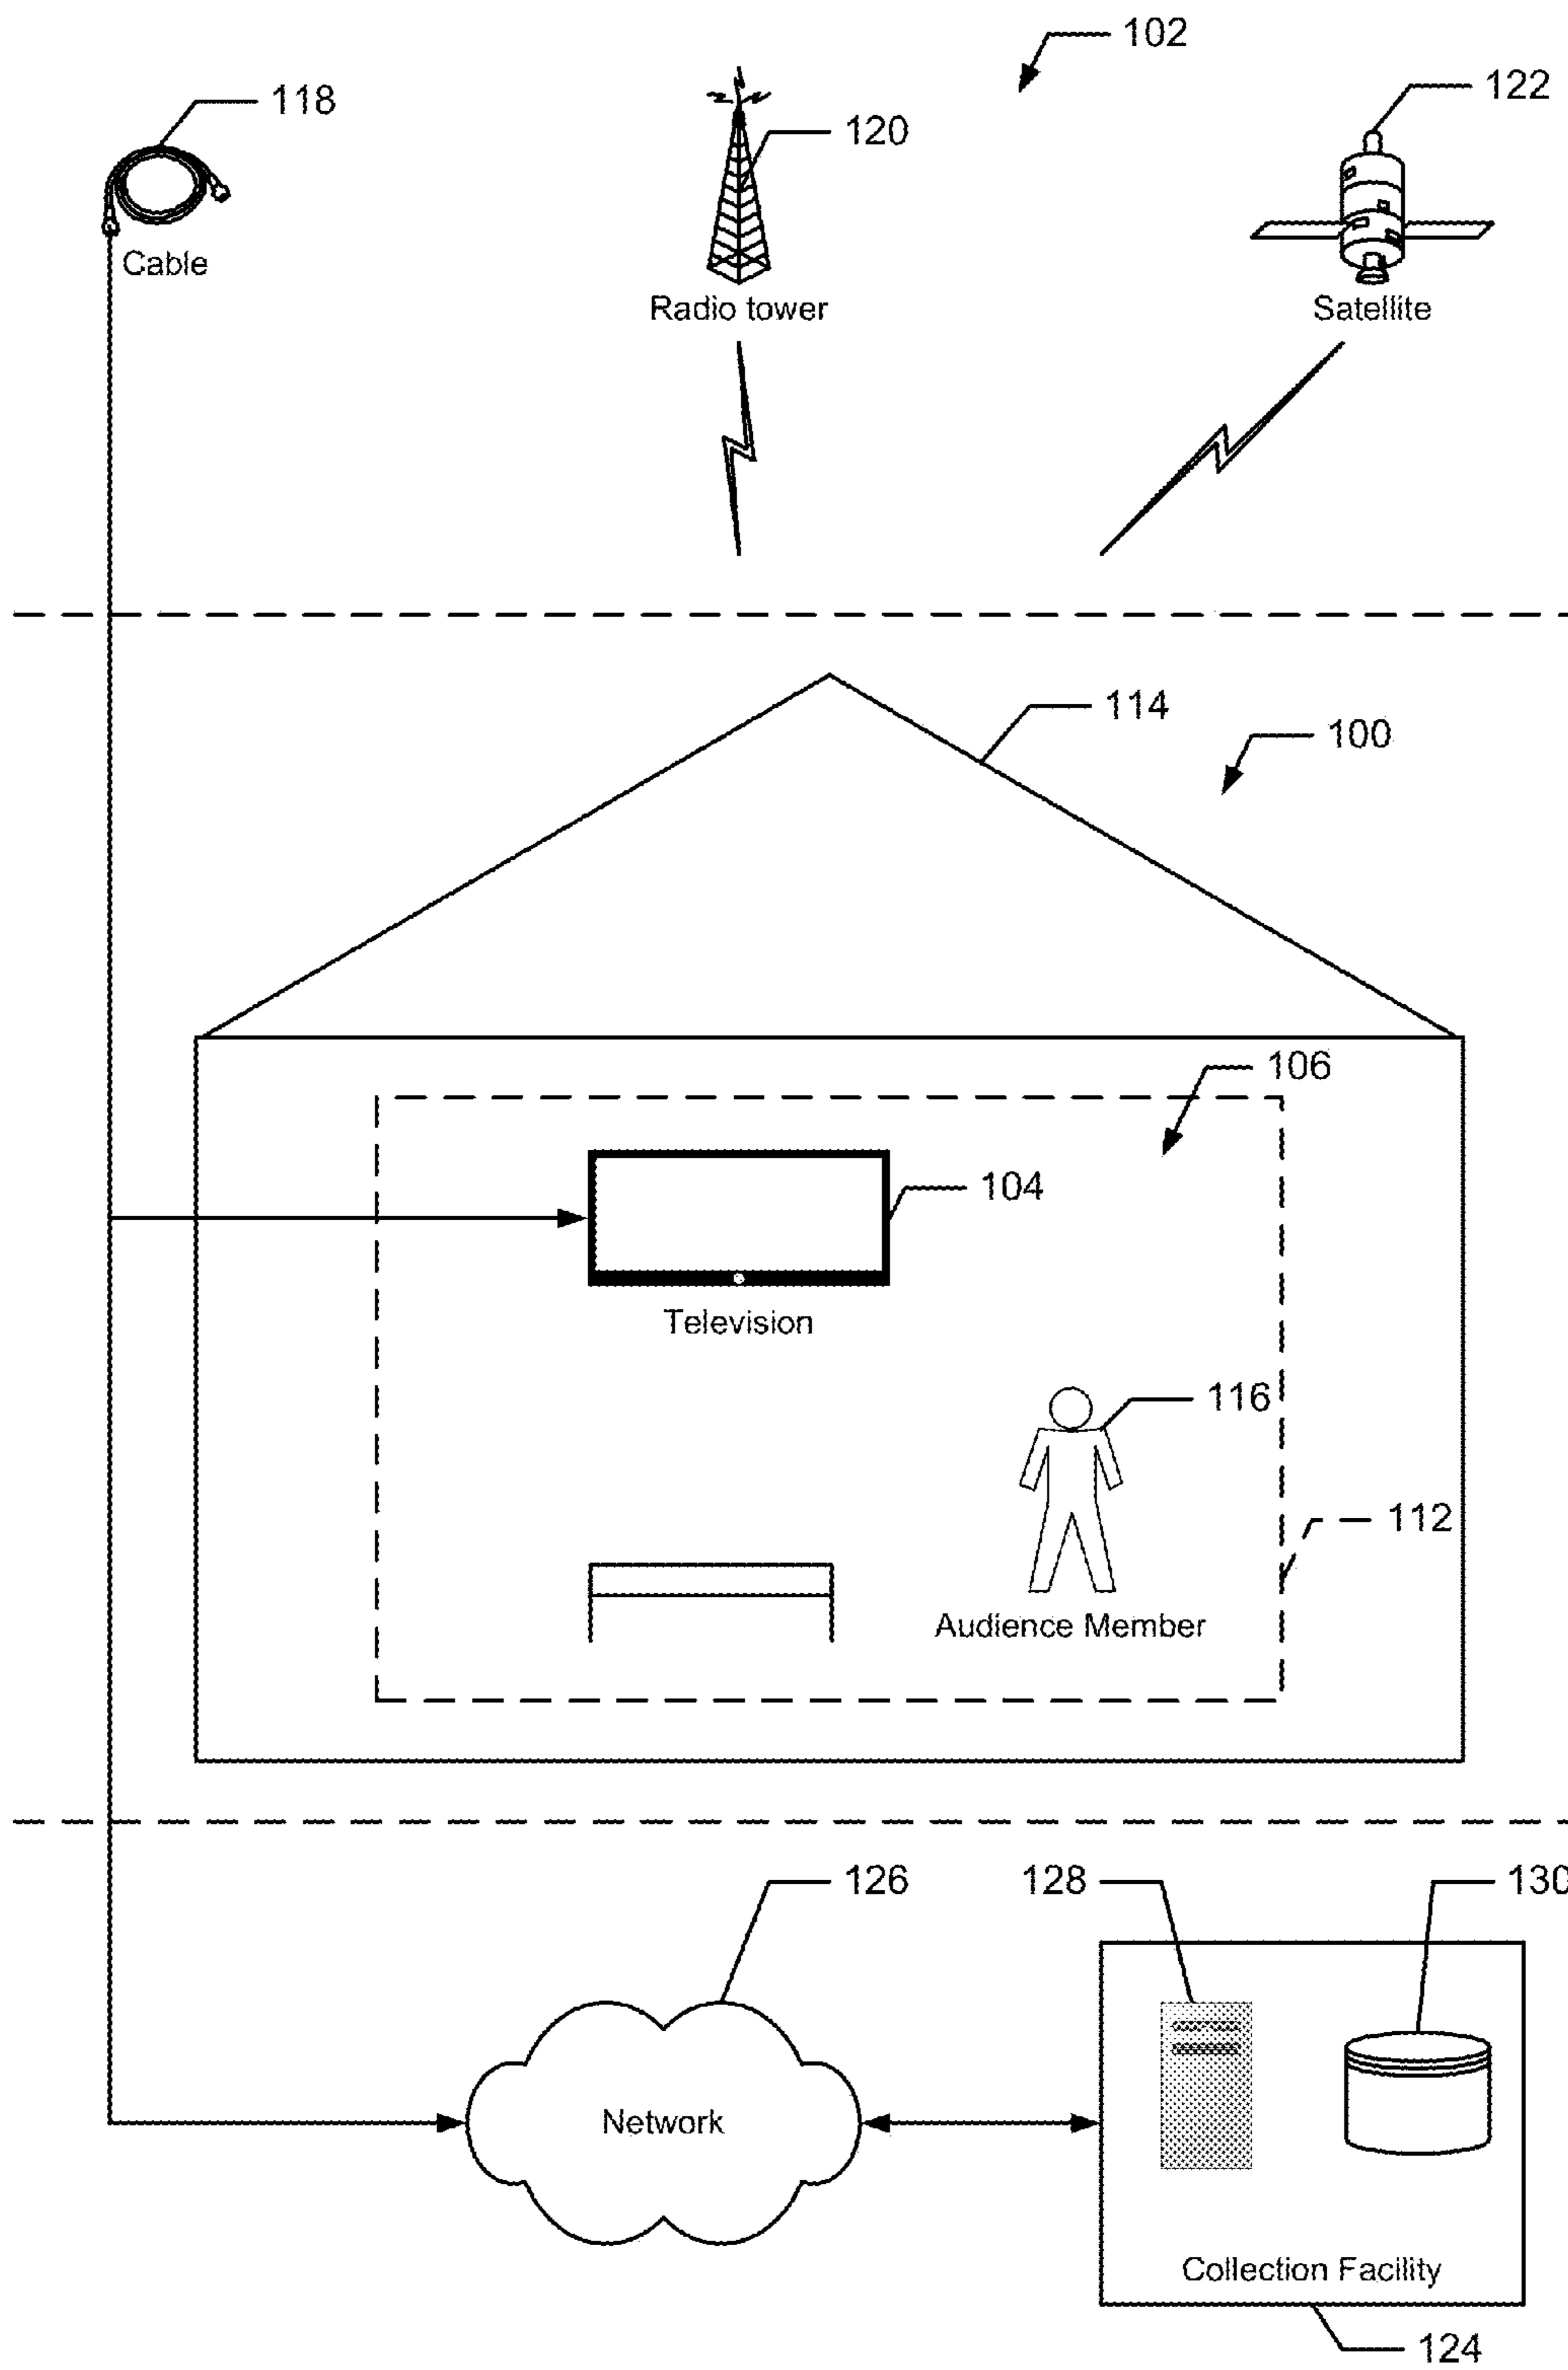 102
118
122
120
Cable
Radio tower
Satellite
114
100
106
104
Television
116
112
Audience Member
126
128
130
Network
Collection Facility
124